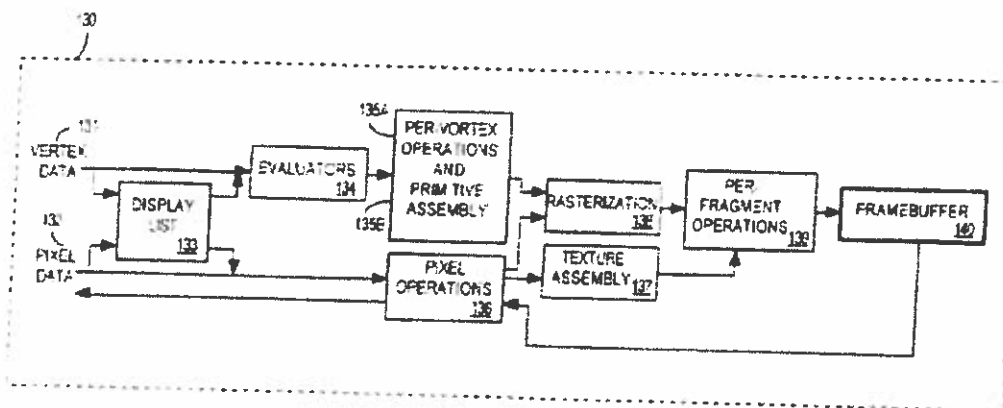 130
131
VERTEX
DATA
132
PIXEL
DATA
DISPLAY
LIST
133
EVALUATORS
134
135A
PER-VORTEX
OPERATIONS
AND
PRIMITIVE
ASSEMBLY
135B
PIXEL
OPERATIONS
136
RASTERIZATION
138
TEXTURE
ASSEMBLY
137
PER
FRAGMENT
OPERATIONS
139
FRAMEBUFFER
140